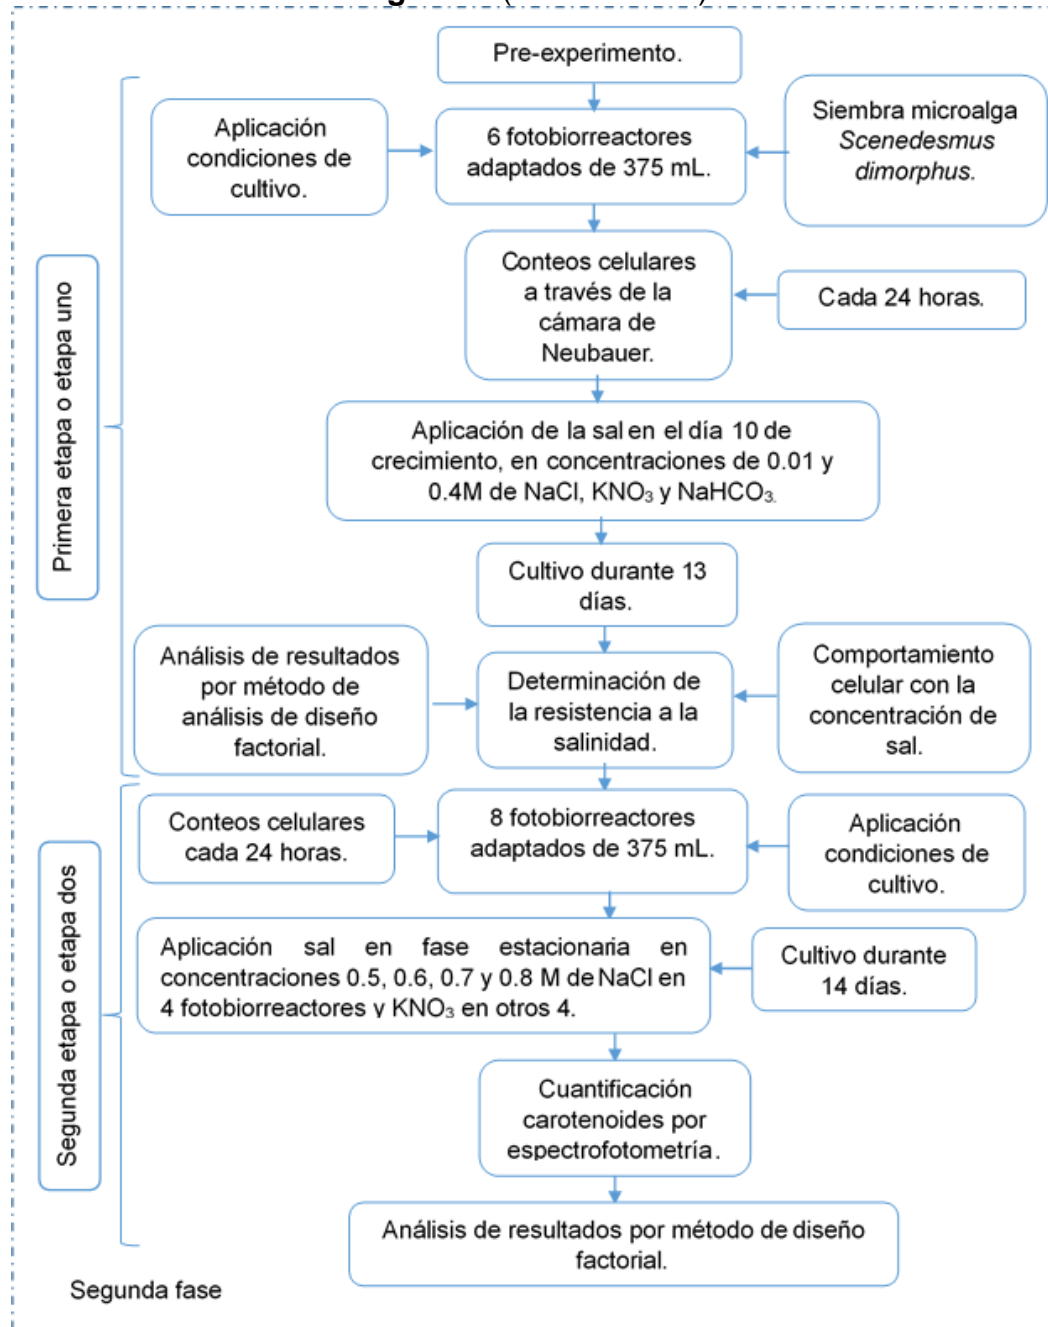 Pre-experimento.
Aplicación
condiciones de
cultivo.
6 fotobiorreactores
adaptados de 375 mL.
Siembra microalga
Scenedesmus
dimorphus.
Conteos celulares
a través de la
cámara de
Neubauer.
Cada 24 horas.
Primera etapa o etapa uno
Aplicación de la sal en el día 10 de
crecimiento, en concentraciones de 0.01 y
0.4M de NaCl, KNO₃ y NaHCO₃.
Cultivo durante 13
días.
Análisis de resultados
por método de
análisis de diseño
factorial.
Determinación de
la resistencia a la
salinidad.
Comportamiento
celular con la
concentración de
sal.
Conteos celulares
cada 24 horas.
8 fotobiorreactores
adaptados de 375 mL.
Aplicación
condiciones de
cultivo.
Segunda etapa o etapa dos
Aplicación sal en fase estacionaria en
concentraciones 0.5, 0.6, 0.7 y 0.8 M de NaCl en
4 fotobiorreactores y KNO₃ en otros 4.
Cultivo durante
14 días.
Cuantificación
carotenoides por
espectrofotometría.
Análisis de resultados por método de diseño
factorial.
Segunda fase